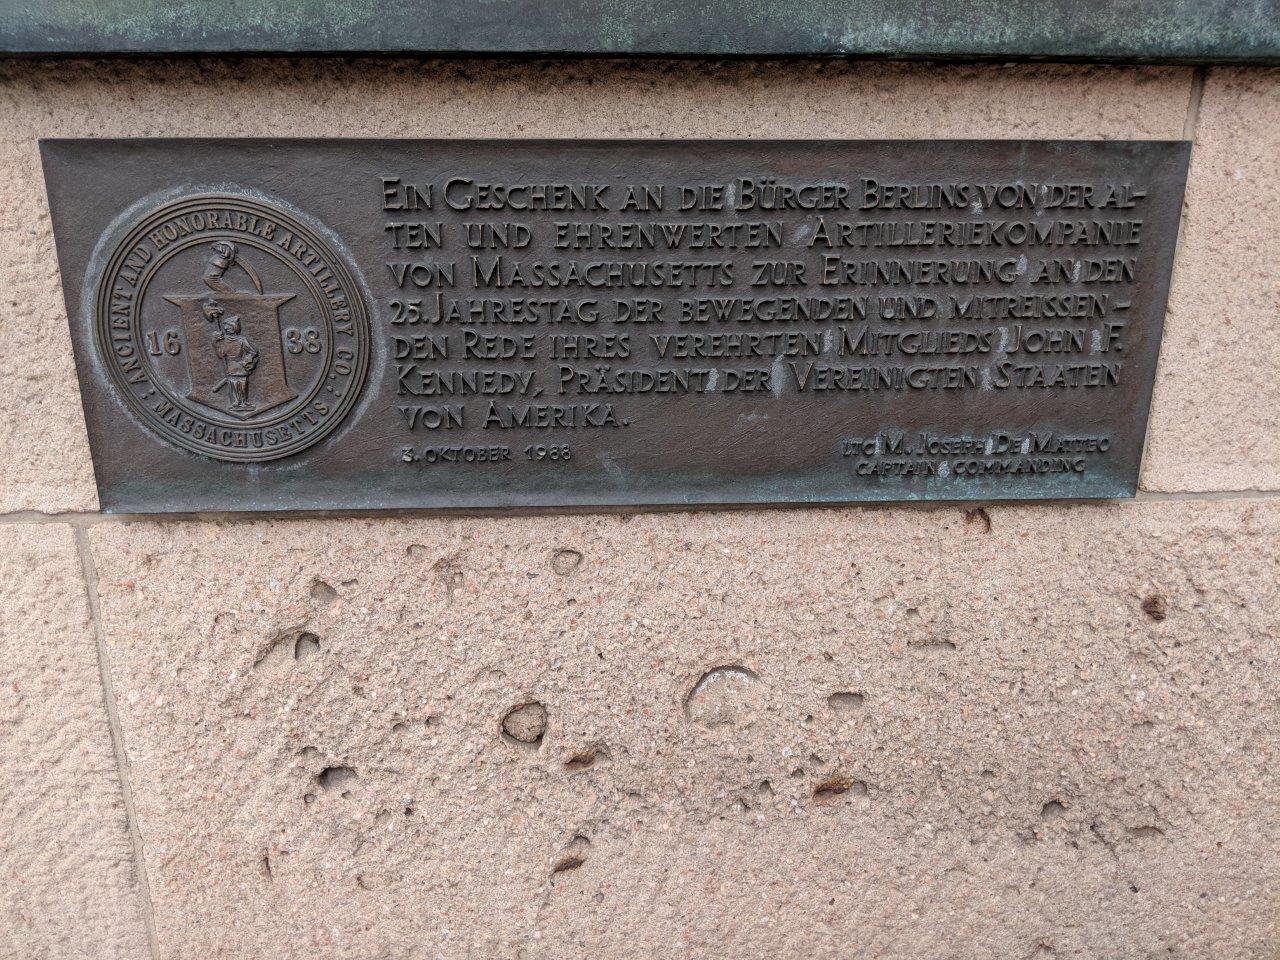 ANCIENT AND HONORABLE ARTILLERY CO.
16 38
MASSACHUSETTS
EIN GESCHENK AN DIE BÜRGER BERLINS VON DER AL-
TEN UND EHRENWERTEN ARTILLERIEKOMPANIE
VON MASSACHUSETTS ZUR ERINNERUNG AN DEN
25. JAHRESTAG DER BEWEGENDEN UND MITREISSEN-
DEN REDE IHRES VEREHRTEN MITGLIEDS JOHN F.
KENNEDY, PRÄSIDENT DER VEREINIGTEN STAATEN
VON AMERIKA.
3. OKTOBER 1988
LTC M. JOSEPH DE MATTEO
CAPTAIN COMMANDING